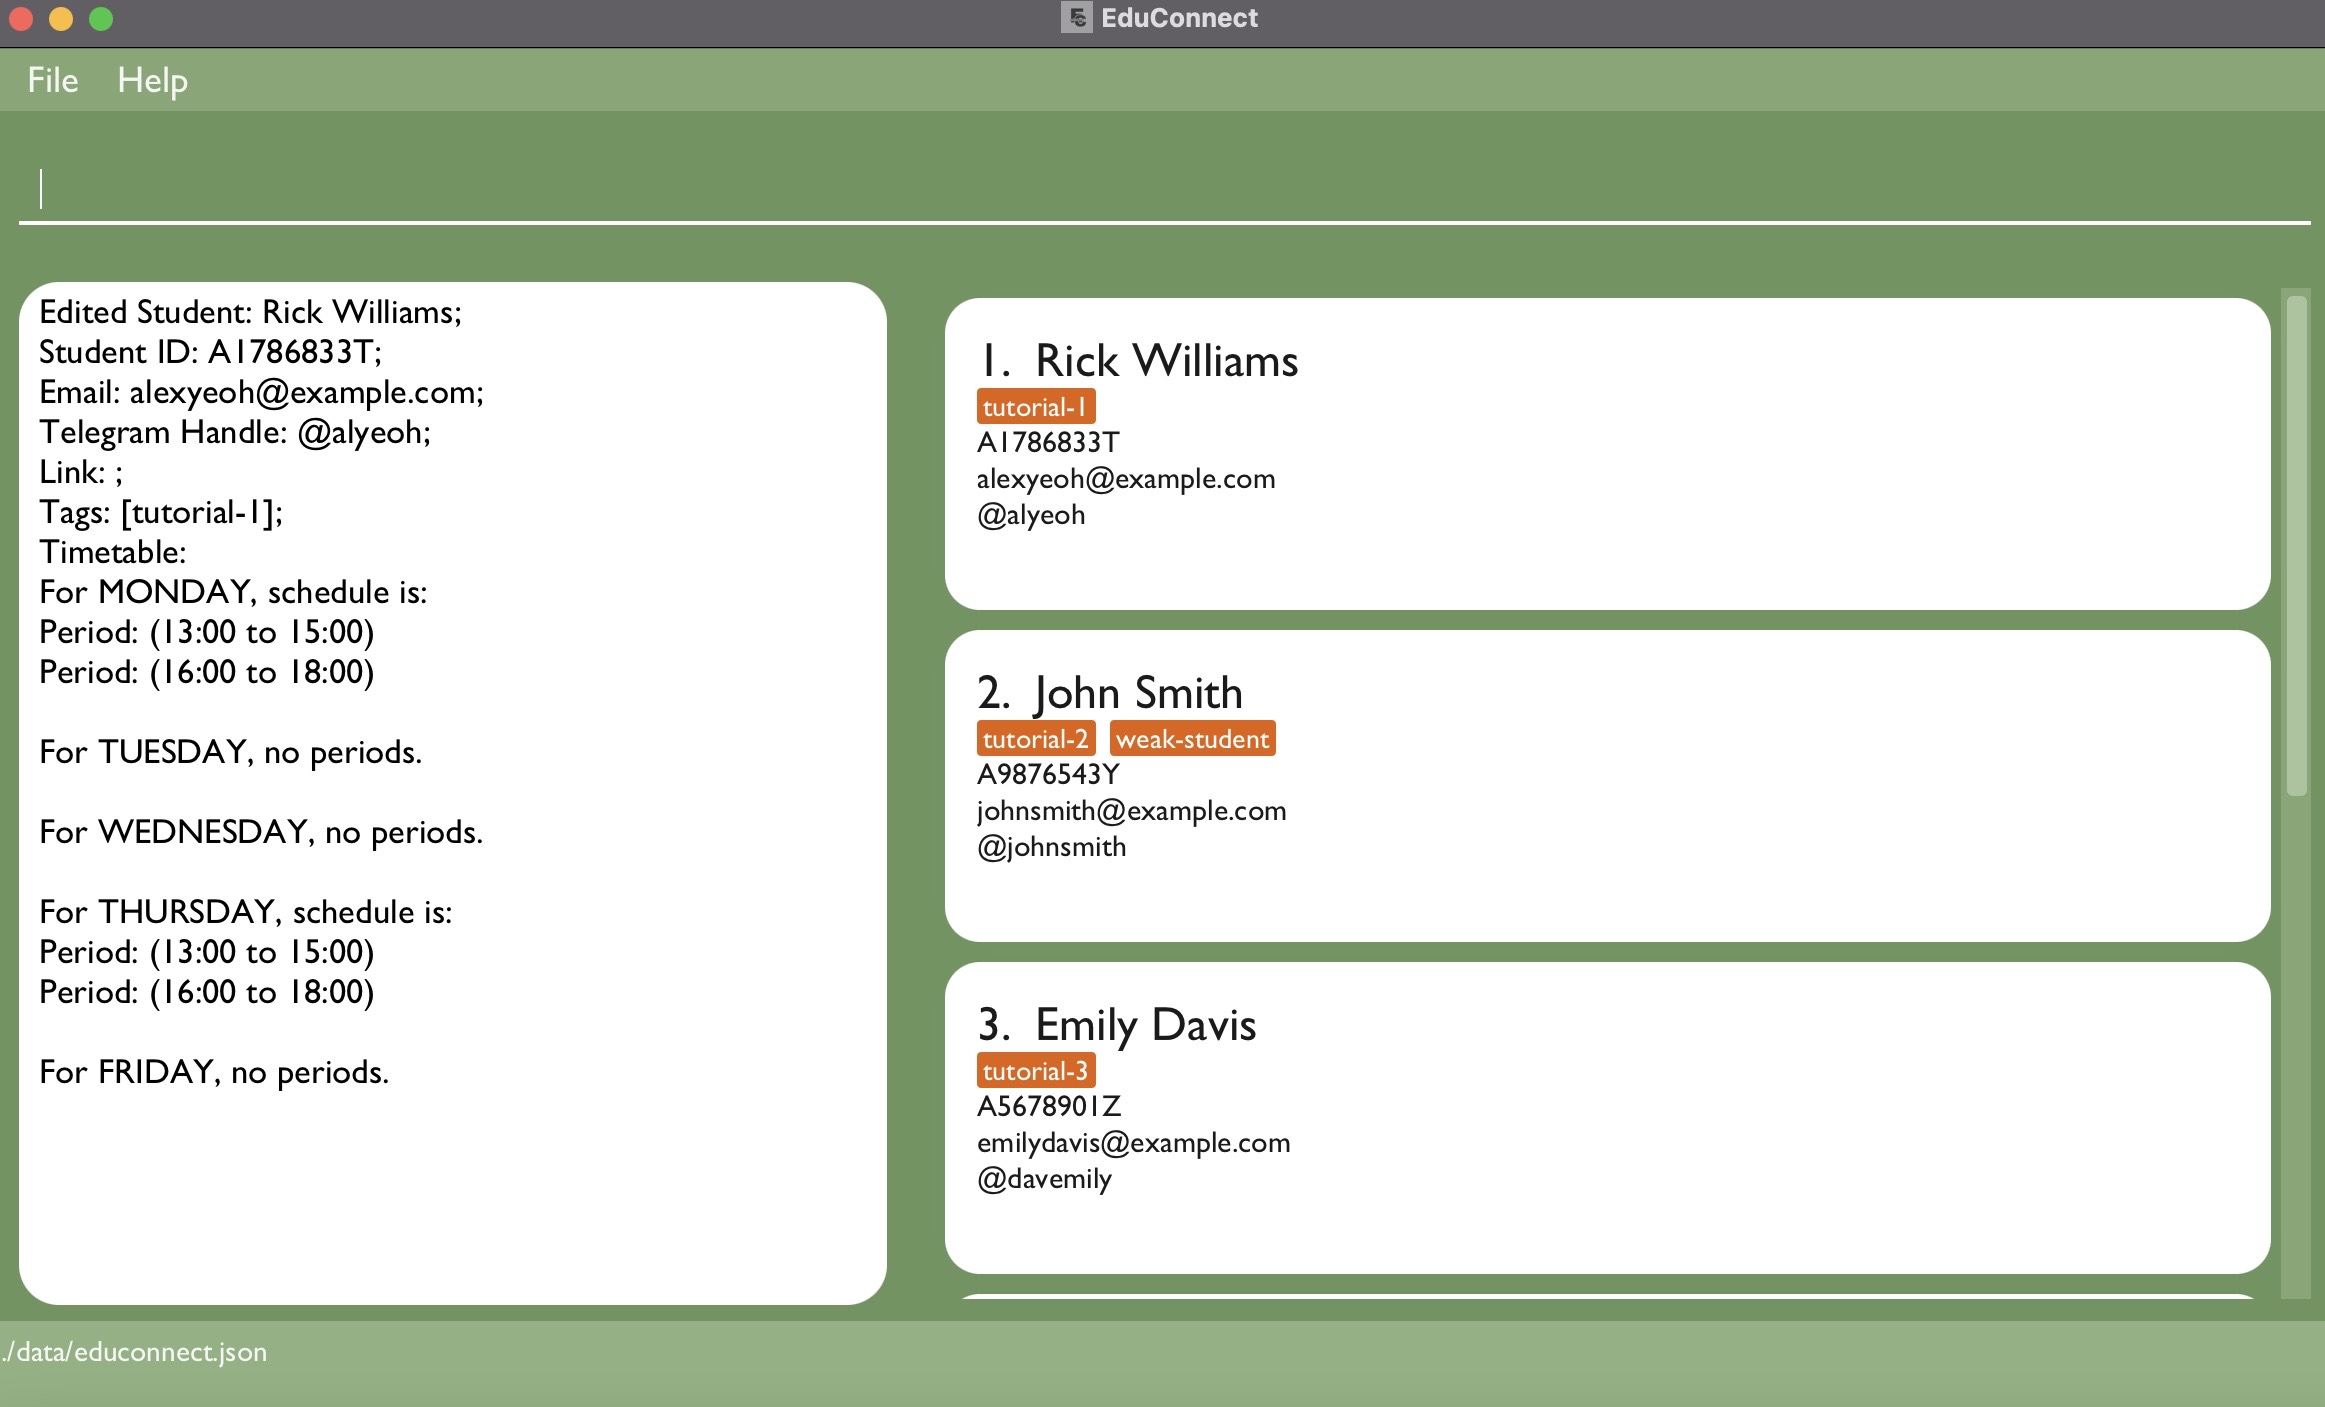 EduConnect
File Help
Edited Student: Rick Williams;
Student ID: A1786833T;
Email: alexyeoh@example.com;
Telegram Handle: @alyeoh;
Link: ;
Tags: [tutorial-1];
Timetable:
For MONDAY, schedule is:
Period: (13:00 to 15:00)
Period: (16:00 to 18:00)
For TUESDAY, no periods.
For WEDNESDAY, no periods.
For THURSDAY, schedule is:
Period: (13:00 to 15:00)
Period: (16:00 to 18:00)
For FRIDAY, no periods.
1. Rick Williams
tutorial-1
A1786833T
alexyeoh@example.com
@alyeoh
2. John Smith
tutorial-2 weak-student
A9876543Y
johnsmith@example.com
@johnsmith
3. Emily Davis
tutorial-3
A5678901Z
emilydavis@example.com
@davemily
./data/educonnect.json